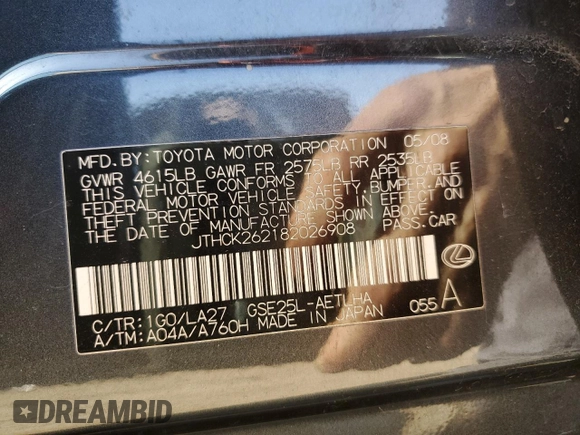 MFD. BY: TOYOTA MOTOR CORPORATION 05/08
GVWR 4615LB GAWR FR 2575LB RR 2535LB
THIS VEHICLE CONFORMS TO ALL APPLICABLE
FEDERAL MOTOR VEHICLE SAFETY, BUMPER, AND
THEFT PREVENTION STANDARDS IN EFFECT ON
THE DATE OF MANUFACTURE SHOWN ABOVE.
JTHCK262182026908 PASS. CAR
C/TR: 1G0/LA27 GSE25L-AETLHA
A/TM: A04A/A760H MADE IN JAPAN 055 A
DREAMBID